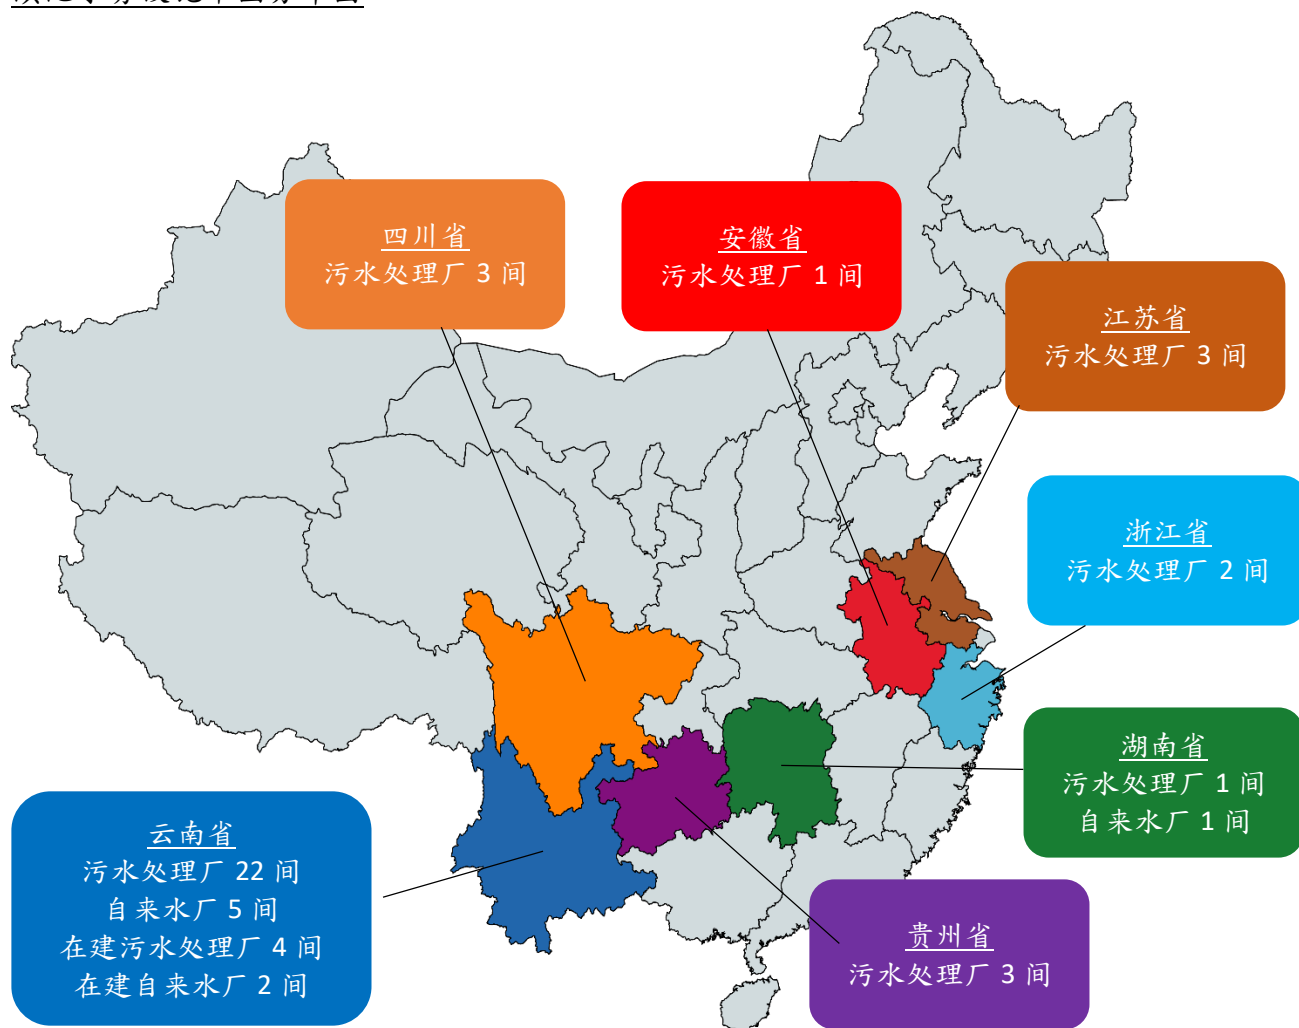 四川省
污水处理厂 3 间
安徽省
污水处理厂 1 间
江苏省
污水处理厂 3 间
浙江省
污水处理厂 2 间
湖南省
污水处理厂 1 间
自来水厂 1 间
云南省
污水处理厂 22 间
自来水厂 5 间
在建污水处理厂 4 间
在建自来水厂 2 间
贵州省
污水处理厂 3 间